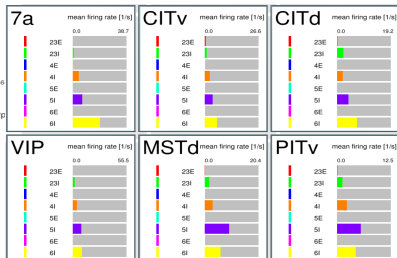 7a mean firing rate [1/s]
0.0 38.7
23E
23I
4E
4I
5E
5I
6E
6I
CITv mean firing rate [1/s]
0.0 26.6
23E
23I
4E
4I
5E
5I
6E
6I
CITd mean firing rate [1/s]
0.0 19.2
23E
23I
4E
4I
5E
5I
6E
6I
VIP mean firing rate [1/s]
0.0 55.5
23E
23I
4E
4I
5E
5I
6E
6I
MSTd mean firing rate [1/s]
0.0 20.4
23E
23I
4E
4I
5E
5I
6E
6I
PITv mean firing rate [1/s]
0.0 12.5
23E
23I
4E
4I
5E
5I
6E
6I